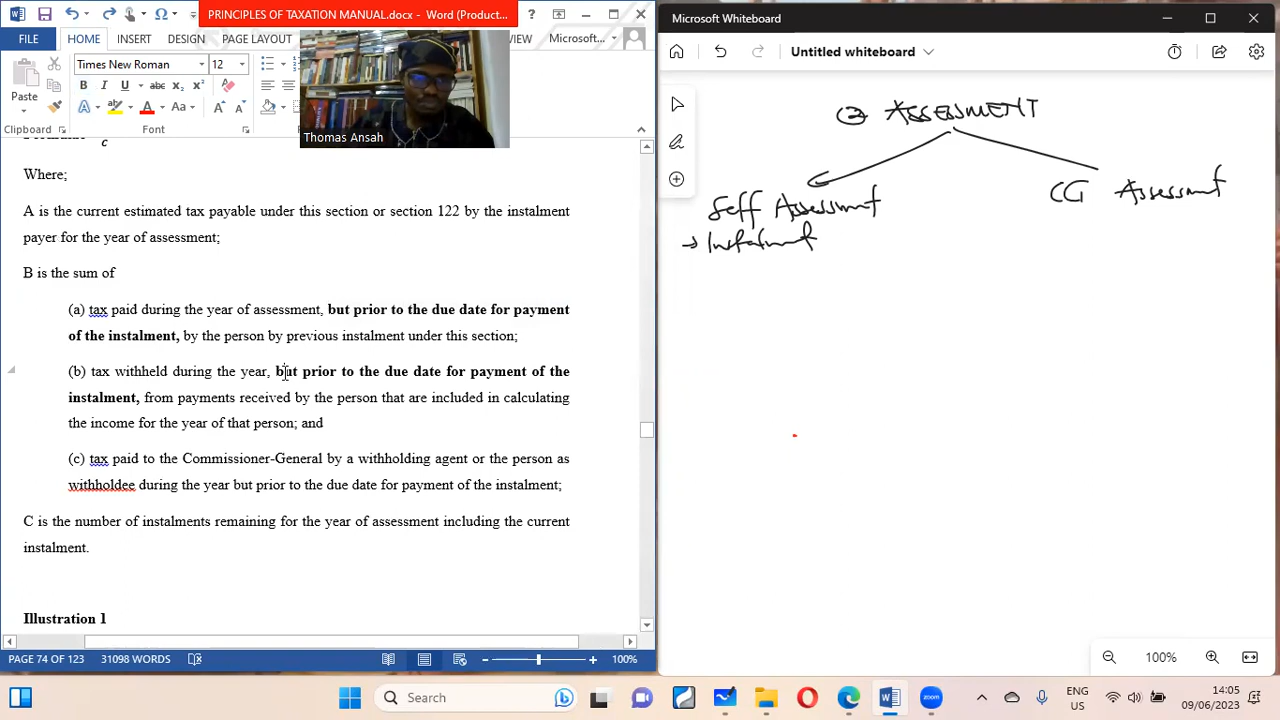 PRINCIPLES OF TAXATION MANUAL.docx - Word (Product...
FILE HOME INSERT DESIGN PAGE LAYOUT VIEW Microsoft...
Times New Roman 12
Paste
B I U abc x₂ x²
A A Aa A A
Clipboard Font
Thomas Ansah
c
Where;
A is the current estimated tax payable under this section or section 122 by the instalment
payer for the year of assessment;
B is the sum of
(a) tax paid during the year of assessment, but prior to the due date for payment
of the instalment, by the person by previous instalment under this section;
(b) tax withheld during the year, but prior to the due date for payment of the
instalment, from payments received by the person that are included in calculating
the income for the year of that person; and
(c) tax paid to the Commissioner-General by a withholding agent or the person as
withholdee during the year but prior to the due date for payment of the instalment;
C is the number of instalments remaining for the year of assessment including the current
instalment.
Illustration 1
PAGE 74 OF 123 31098 WORDS 100%
Microsoft Whiteboard
Untitled whiteboard
② ASSESSMENT
Self Assessment
CG Assessment
→ Instalment
100%
Search
zoom
ENG
US
14:05
09/06/2023